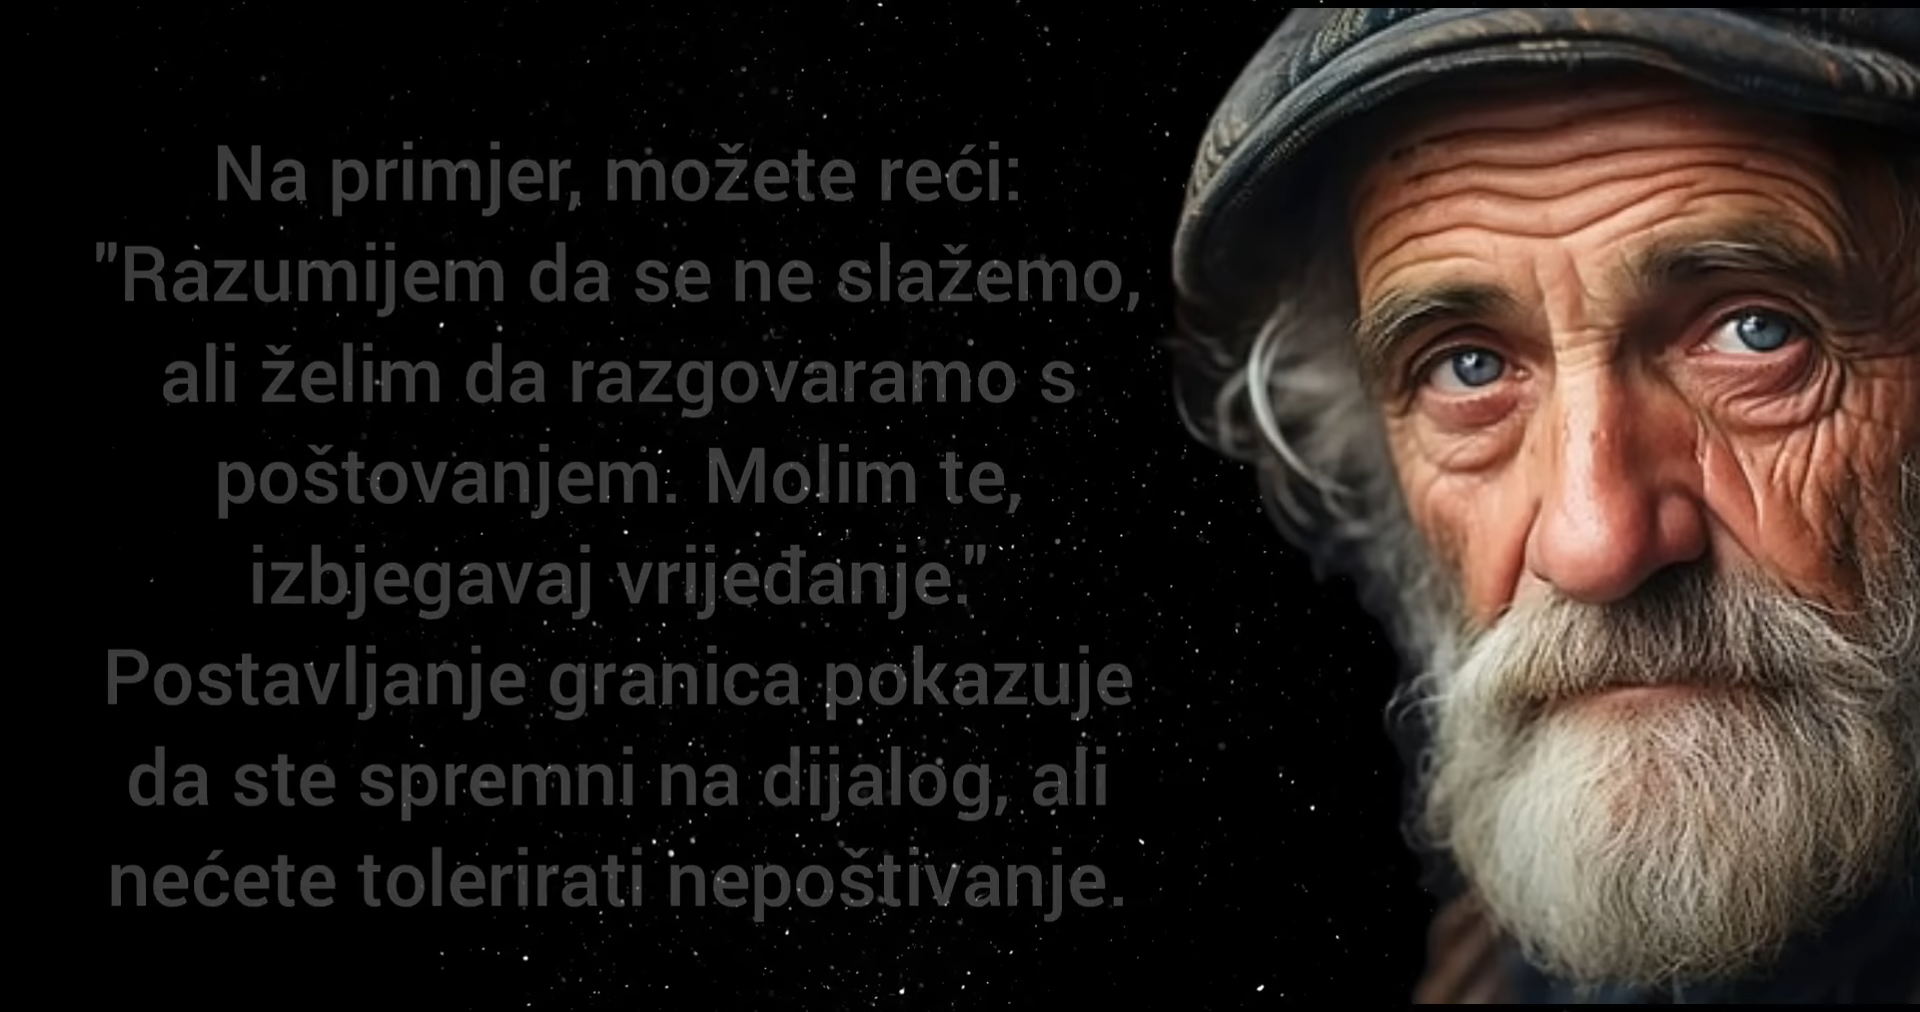 Na primjer, možete reći:
"Razumijem da se ne slažemo,
ali želim da razgovaramo s
poštovanjem. Molim te,
izbjegavaj vrijeđanje."
Postavljanje granica pokazuje
da ste spremni na dijalog, ali
nećete tolerirati nepoštivanje.